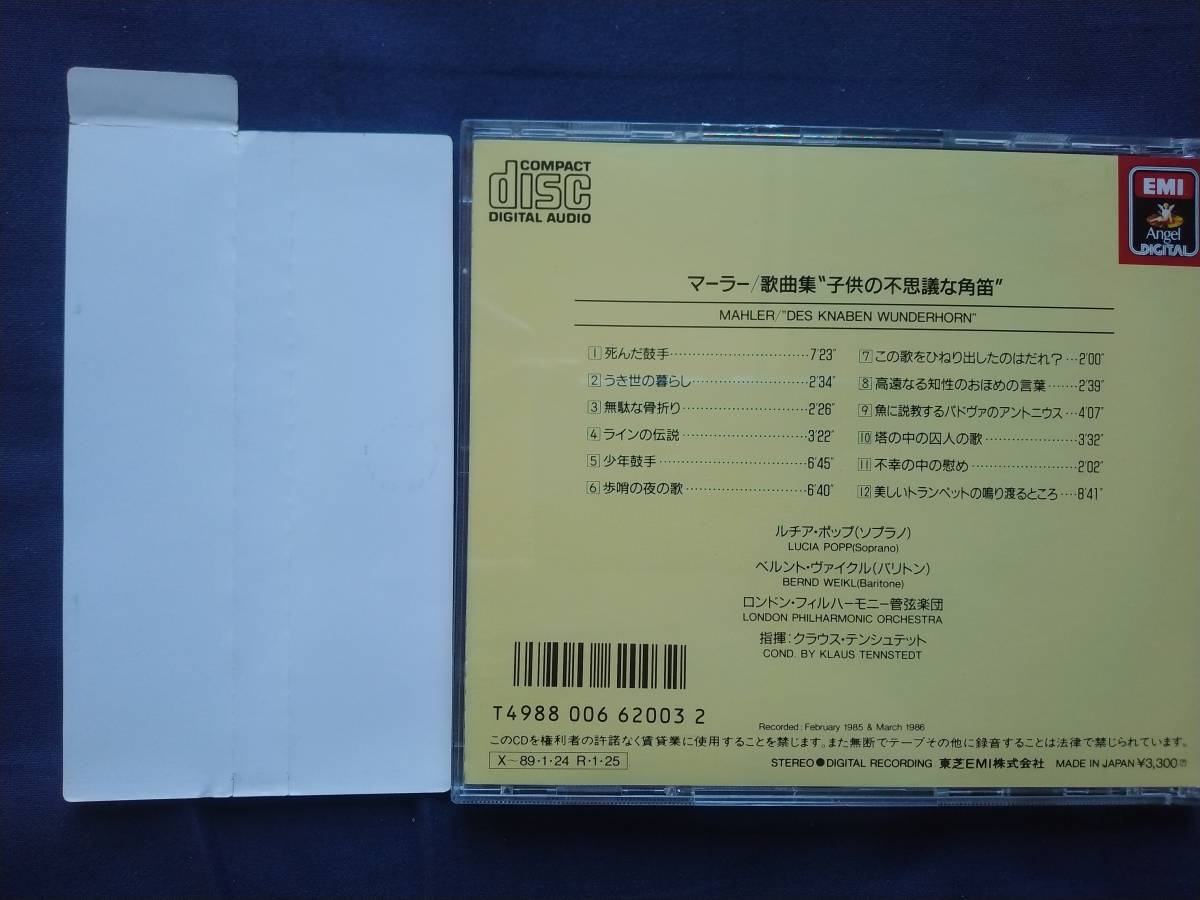 COMPACT
disc
DIGITAL AUDIO
EMI
Angel
DIGITAL
マーラー/歌曲集"子供の不思議な角笛"
MAHLER/"DES KNABEN WUNDERHORN"
1 死んだ鼓手……………7'23"
2 うき世の暮らし……………2'34"
3 無駄な骨折り……………2'26"
4 ラインの伝説……………3'22"
5 少年鼓手……………6'45"
6 歩哨の夜の歌……………6'40"
7 この歌をひねり出したのはだれ?…2'00"
8 高遠なる知性のおほめの言葉……2'39"
9 魚に説教するパドヴァのアントニウス…4'07"
10 塔の中の囚人の歌……………3'32"
11 不幸の中の慰め……………2'02"
12 美しいトランペットの鳴り渡るところ…8'41"
ルチア・ポップ(ソプラノ)
LUCIA POPP(Soprano)
ベルント・ヴァイクル(バリトン)
BERND WEIKL(Baritone)
ロンドン・フィルハーモニー管弦楽団
LONDON PHILHARMONIC ORCHESTRA
指揮:クラウス・テンシュテット
COND. BY KLAUS TENNSTEDT
T4988 006 62003 2
Recorded: February 1985 & March 1986
このCDを権利者の許諾なく賃貸業に使用することを禁じます。また無断でテープその他に録音することは法律で禁じられています。
X~89・1・24 R・1・25
STEREO●DIGITAL RECORDING 東芝EMI株式会社 MADE IN JAPAN ¥3,300